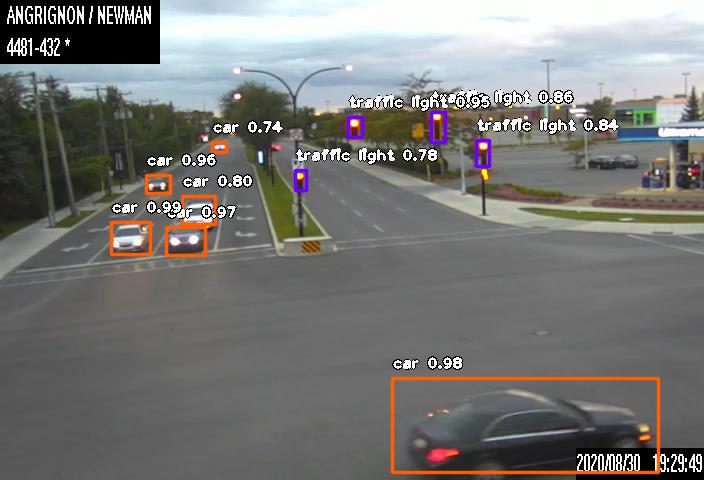 ANGRIGNON / NEWMAN
4481-432 *
traffic light 0.95
traffic light 0.86
traffic light 0.84
car 0.74
traffic light 0.78
car 0.96
car 0.80
car 0.99
car 0.97
car 0.98
2020/08/30 19:29:49